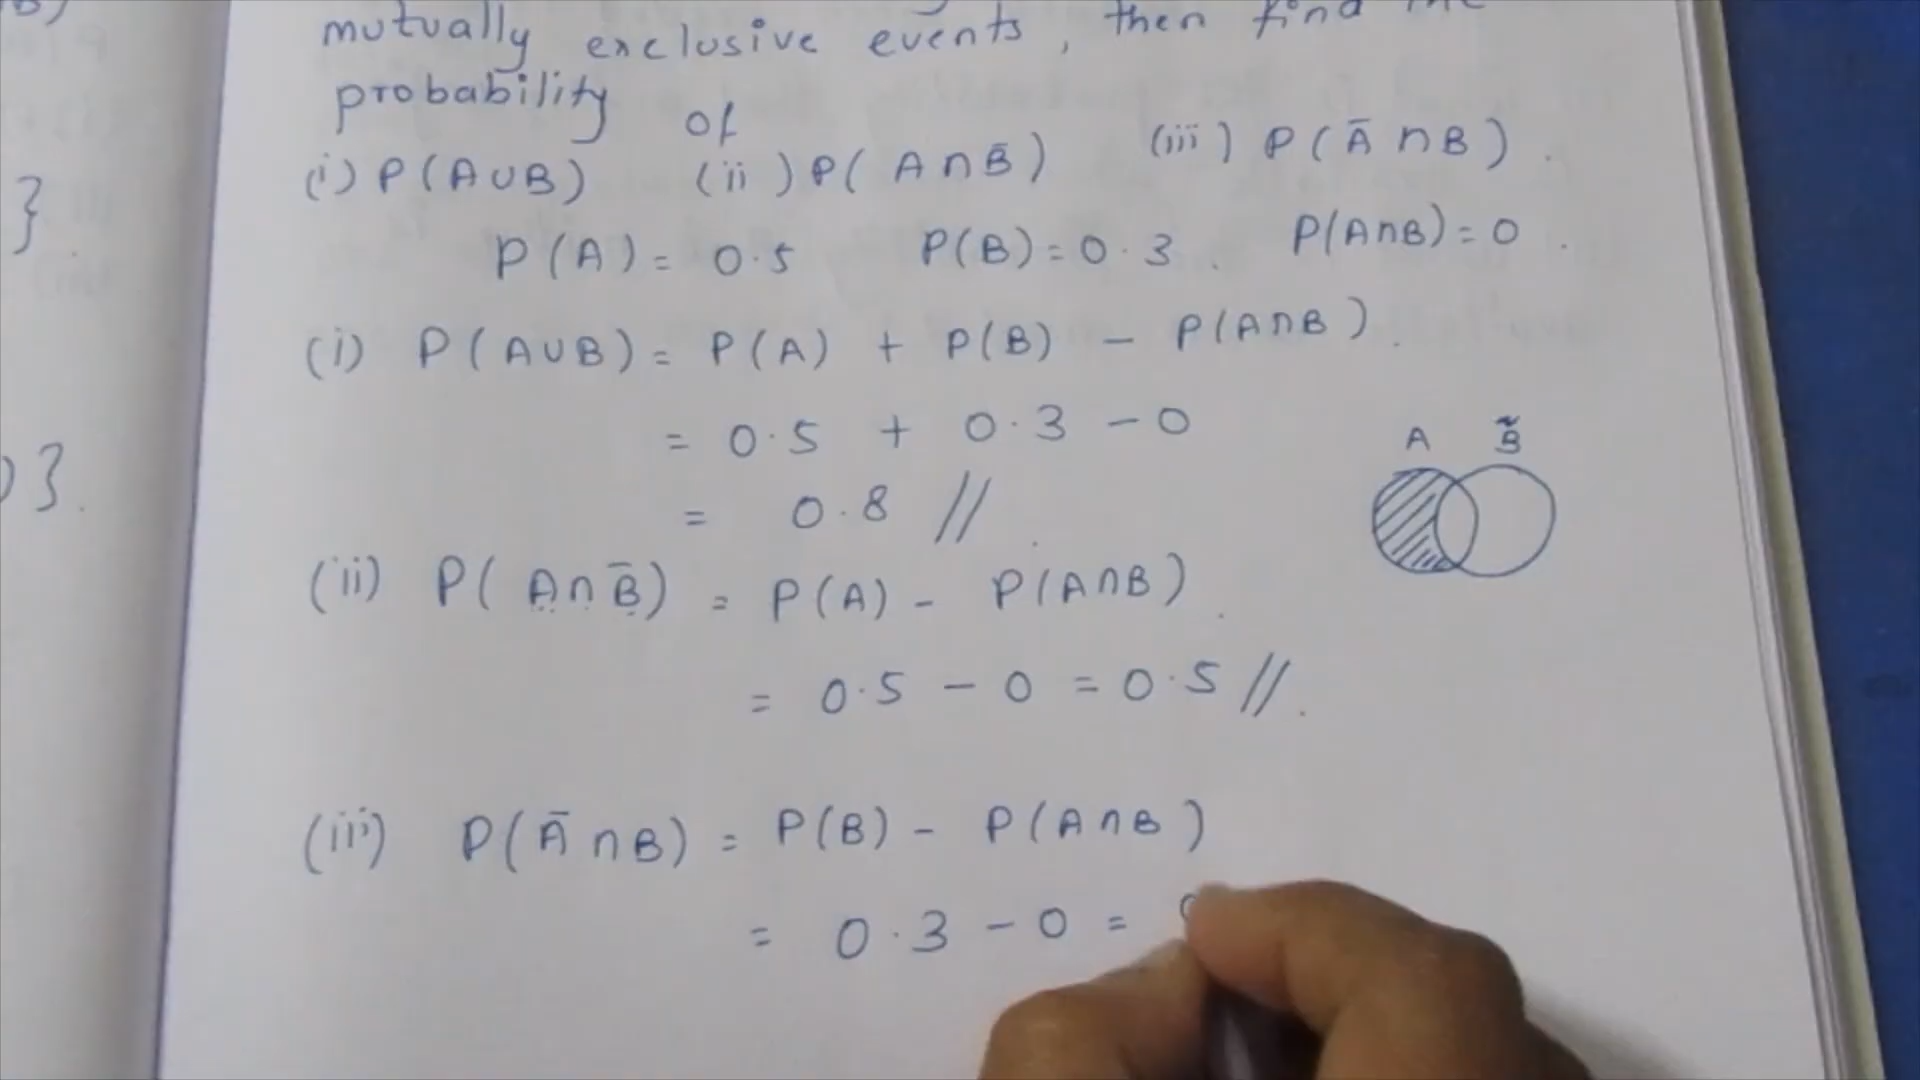 mutually exclusive events, then find the
probability of
(i) P(A∪B) (ii) P(A∩B̄) (iii) P(Ā∩B).
P(A) = 0.5 P(B) = 0.3. P(A∩B) = 0.
(i) P(A∪B) = P(A) + P(B) - P(A∩B).
= 0.5 + 0.3 - 0
= 0.8 //
A B
(ii) P(A∩B̄) = P(A) - P(A∩B).
= 0.5 - 0 = 0.5 //.
(iii) P(Ā∩B) = P(B) - P(A∩B)
= 0.3 - 0 =